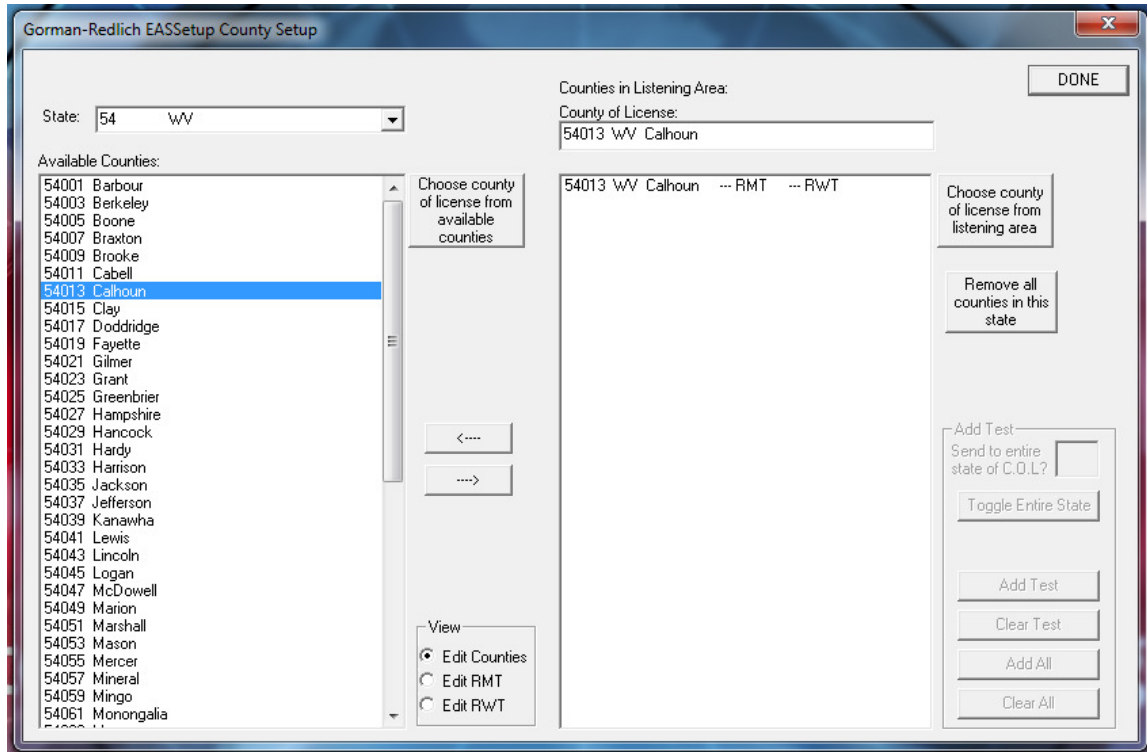 Gorman-Redlich EASSetup County Setup
DONE
Counties in Listening Area:
State: 54 WV
County of License:
54013 WV Calhoun
Available Counties:
54001 Barbour
54003 Berkeley
54005 Boone
54007 Braxton
54009 Brooke
54011 Cabell
54013 Calhoun
54015 Clay
54017 Doddridge
54019 Fayette
54021 Gilmer
54023 Grant
54025 Greenbrier
54027 Hampshire
54029 Hancock
54031 Hardy
54033 Harrison
54035 Jackson
54037 Jefferson
54039 Kanawha
54041 Lewis
54043 Lincoln
54045 Logan
54047 McDowell
54049 Marion
54051 Marshall
54053 Mason
54055 Mercer
54057 Mineral
54059 Mingo
54061 Monongalia
Choose county
of license from
available
counties
<----
---->
View
Edit Counties
Edit RMT
Edit RWT
54013 WV Calhoun --- RMT --- RWT
Choose county
of license from
listening area
Remove all
counties in this
state
Add Test
Send to entire
state of C.O.L?
Toggle Entire State
Add Test
Clear Test
Add All
Clear All